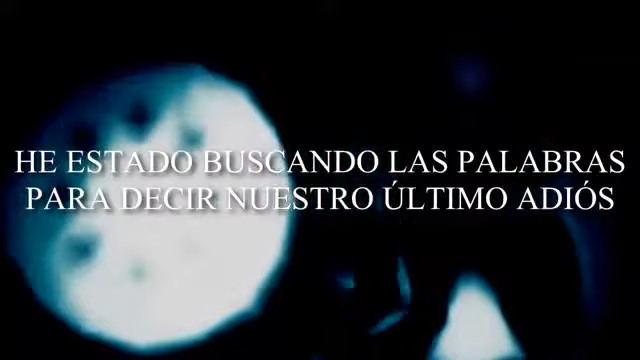 HE ESTADO BUSCANDO LAS PALABRAS
PARA DECIR NUESTRO ÚLTIMO ADIÓS